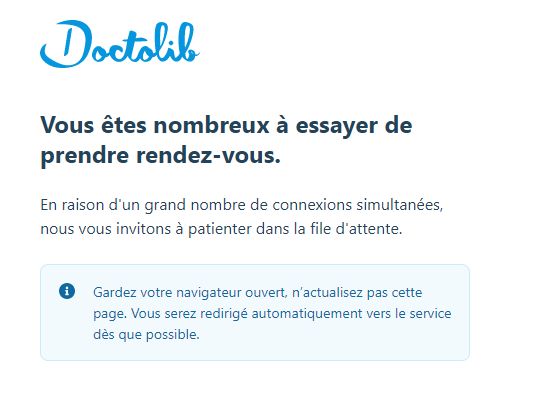 Doctolib
Vous êtes nombreux à essayer de
prendre rendez-vous.
En raison d'un grand nombre de connexions simultanées,
nous vous invitons à patienter dans la file d'attente.
Gardez votre navigateur ouvert, n’actualisez pas cette
page. Vous serez redirigé automatiquement vers le service
dès que possible.